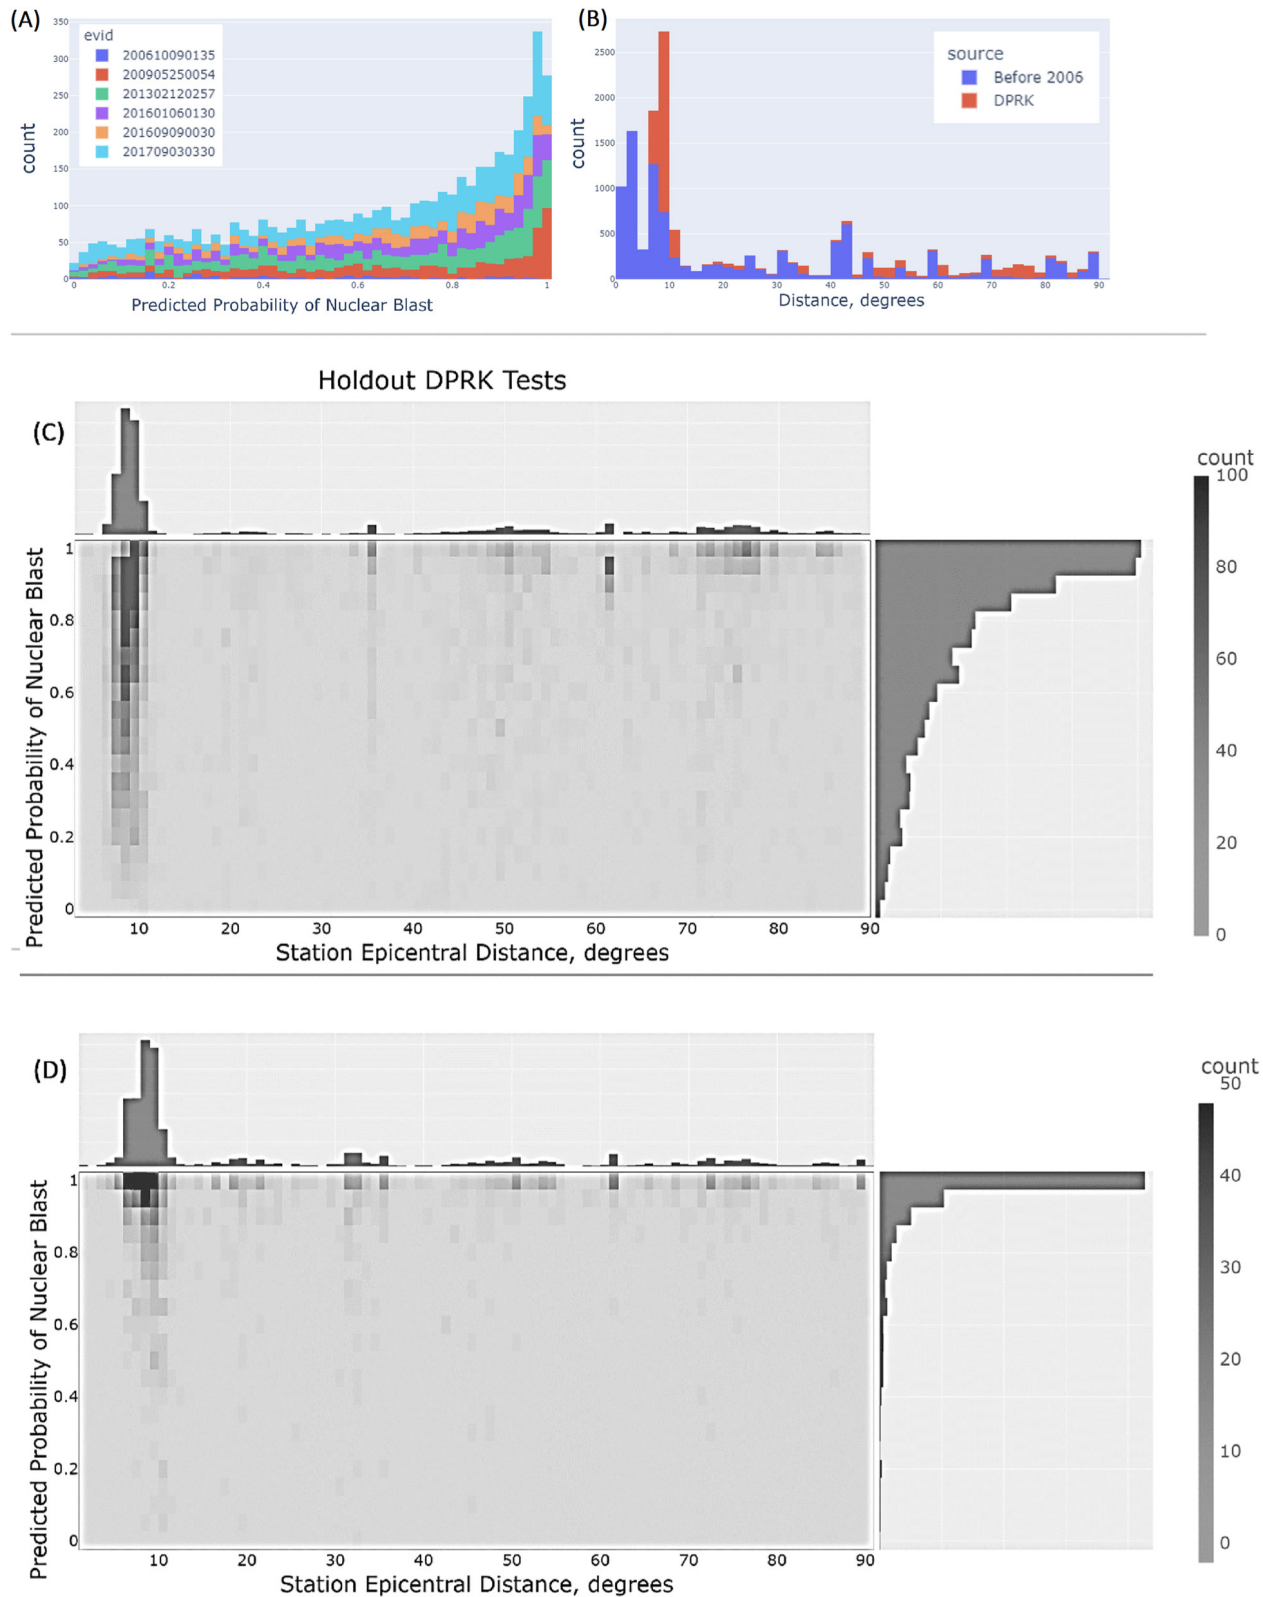 (A)
350
300
250
200
150
100
50
0
count
evid
200610090135
200905250054
201302120257
201601060130
201609090030
201709030330
0 0.2 0.4 0.6 0.8 1
Predicted Probability of Nuclear Blast
(B)
2500
2000
1500
1000
500
0
count
source
Before 2006
DPRK
0 10 20 30 40 50 60 70 80 90
Distance, degrees
Holdout DPRK Tests
(C)
Predicted Probability of Nuclear Blast
1
0.8
0.6
0.4
0.2
0
10 20 30 40 50 60 70 80 90
Station Epicentral Distance, degrees
count
100
80
60
40
20
0
(D)
Predicted Probability of Nuclear Blast
1
0.8
0.6
0.4
0.2
0
10 20 30 40 50 60 70 80 90
Station Epicentral Distance, degrees
count
50
40
30
20
10
0